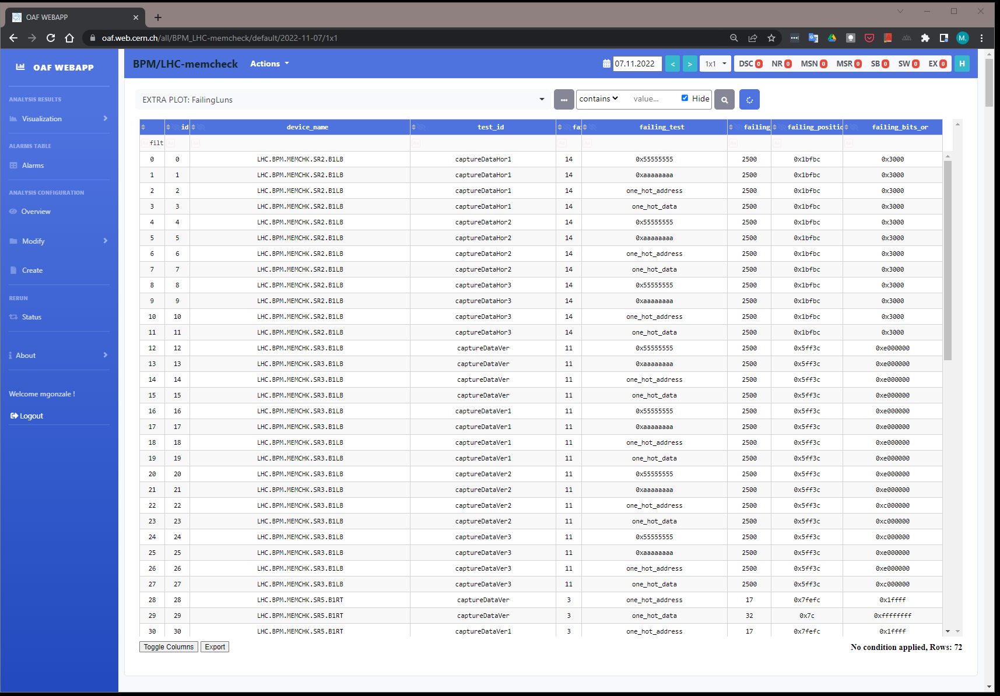 OAF WEBAPP
oaf.web.cern.ch/all/BPM_LHC-memcheck/default/2022-11-07/1x1
M.
OAF WEBAPP
ANALYSIS RESULTS
Visualization
ALARMS TABLE
Alarms
ANALYSIS CONFIGURATION
Overview
Modify
Create
RERUN
Status
About
Welcome mgonzale !
Logout
BPM/LHC-memcheck Actions 07.11.2022 < > 1x1 DSC 0 NR 0 MSN 0 MSR 0 SB 0 SW 0 EX 0 H
EXTRA PLOT: FailingLuns ... contains value... Hide
id device_name test_id fai failing_test failing_ failing_positio failing_bits_or
filt
0 0 LHC.BPM.MEMCHK.SR2.B1LB captureDataHor1 14 0x55555555 2500 0x1bfbc 0x3000
1 1 LHC.BPM.MEMCHK.SR2.B1LB captureDataHor1 14 0xaaaaaaaa 2500 0x1bfbc 0x3000
2 2 LHC.BPM.MEMCHK.SR2.B1LB captureDataHor1 14 one_hot_address 2500 0x1bfbc 0x3000
3 3 LHC.BPM.MEMCHK.SR2.B1LB captureDataHor1 14 one_hot_data 2500 0x1bfbc 0x3000
4 4 LHC.BPM.MEMCHK.SR2.B1LB captureDataHor2 14 0x55555555 2500 0x1bfbc 0x3000
5 5 LHC.BPM.MEMCHK.SR2.B1LB captureDataHor2 14 0xaaaaaaaa 2500 0x1bfbc 0x3000
6 6 LHC.BPM.MEMCHK.SR2.B1LB captureDataHor2 14 one_hot_address 2500 0x1bfbc 0x3000
7 7 LHC.BPM.MEMCHK.SR2.B1LB captureDataHor2 14 one_hot_data 2500 0x1bfbc 0x3000
8 8 LHC.BPM.MEMCHK.SR2.B1LB captureDataHor3 14 0x55555555 2500 0x1bfbc 0x3000
9 9 LHC.BPM.MEMCHK.SR2.B1LB captureDataHor3 14 0xaaaaaaaa 2500 0x1bfbc 0x3000
10 10 LHC.BPM.MEMCHK.SR2.B1LB captureDataHor3 14 one_hot_address 2500 0x1bfbc 0x3000
11 11 LHC.BPM.MEMCHK.SR2.B1LB captureDataHor3 14 one_hot_data 2500 0x1bfbc 0x3000
12 12 LHC.BPM.MEMCHK.SR3.B1LB captureDataVer 11 0x55555555 2500 0x5ff3c 0xe000000
13 13 LHC.BPM.MEMCHK.SR3.B1LB captureDataVer 11 0xaaaaaaaa 2500 0x5ff3c 0xe000000
14 14 LHC.BPM.MEMCHK.SR3.B1LB captureDataVer 11 one_hot_address 2500 0x5ff3c 0xe000000
15 15 LHC.BPM.MEMCHK.SR3.B1LB captureDataVer 11 one_hot_data 2500 0x5ff3c 0xe000000
16 16 LHC.BPM.MEMCHK.SR3.B1LB captureDataVer1 11 0x55555555 2500 0x5ff3c 0xe000000
17 17 LHC.BPM.MEMCHK.SR3.B1LB captureDataVer1 11 0xaaaaaaaa 2500 0x5ff3c 0xe000000
18 18 LHC.BPM.MEMCHK.SR3.B1LB captureDataVer1 11 one_hot_address 2500 0x5ff3c 0xe000000
19 19 LHC.BPM.MEMCHK.SR3.B1LB captureDataVer1 11 one_hot_data 2500 0x5ff3c 0xe000000
20 20 LHC.BPM.MEMCHK.SR3.B1LB captureDataVer2 11 0x55555555 2500 0x5ff3c 0xe000000
21 21 LHC.BPM.MEMCHK.SR3.B1LB captureDataVer2 11 0xaaaaaaaa 2500 0x5ff3c 0xe000000
22 22 LHC.BPM.MEMCHK.SR3.B1LB captureDataVer2 11 one_hot_address 2500 0x5ff3c 0xc000000
23 23 LHC.BPM.MEMCHK.SR3.B1LB captureDataVer2 11 one_hot_data 2500 0x5ff3c 0xc000000
24 24 LHC.BPM.MEMCHK.SR3.B1LB captureDataVer3 11 0x55555555 2500 0x5ff3c 0xc000000
25 25 LHC.BPM.MEMCHK.SR3.B1LB captureDataVer3 11 0xaaaaaaaa 2500 0x5ff3c 0xe000000
26 26 LHC.BPM.MEMCHK.SR3.B1LB captureDataVer3 11 one_hot_address 2500 0x5ff3c 0xe000000
27 27 LHC.BPM.MEMCHK.SR3.B1LB captureDataVer3 11 one_hot_data 2500 0x5ff3c 0xc000000
28 28 LHC.BPM.MEMCHK.SR5.B1RT captureDataVer 3 one_hot_address 17 0x7fefc 0x1ffff
29 29 LHC.BPM.MEMCHK.SR5.B1RT captureDataVer 3 one_hot_data 32 0x7c 0xffffffff
30 30 LHC.BPM.MEMCHK.SR5.B1RT captureDataVer1 3 one_hot_address 17 0x7fefc 0x1ffff
Toggle Columns Export No condition applied, Rows: 72